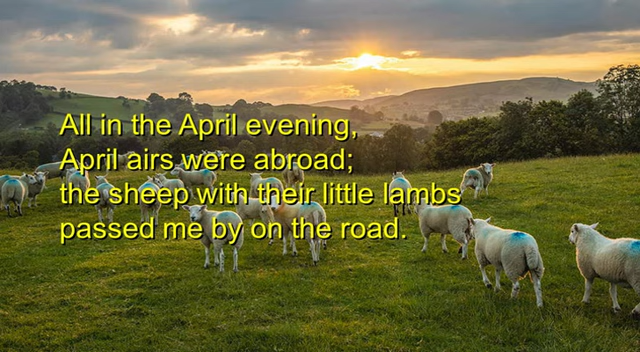 All in the April evening,
April airs were abroad;
the sheep with their little lambs
passed me by on the road.